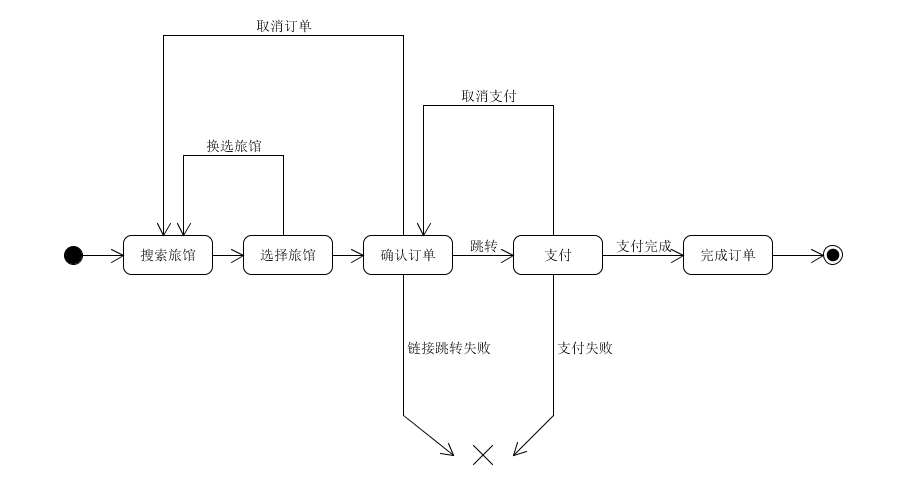 取消订单
取消支付
换选旅馆
搜索旅馆
选择旅馆
确认订单
跳转
支付
支付完成
完成订单
链接跳转失败
支付失败